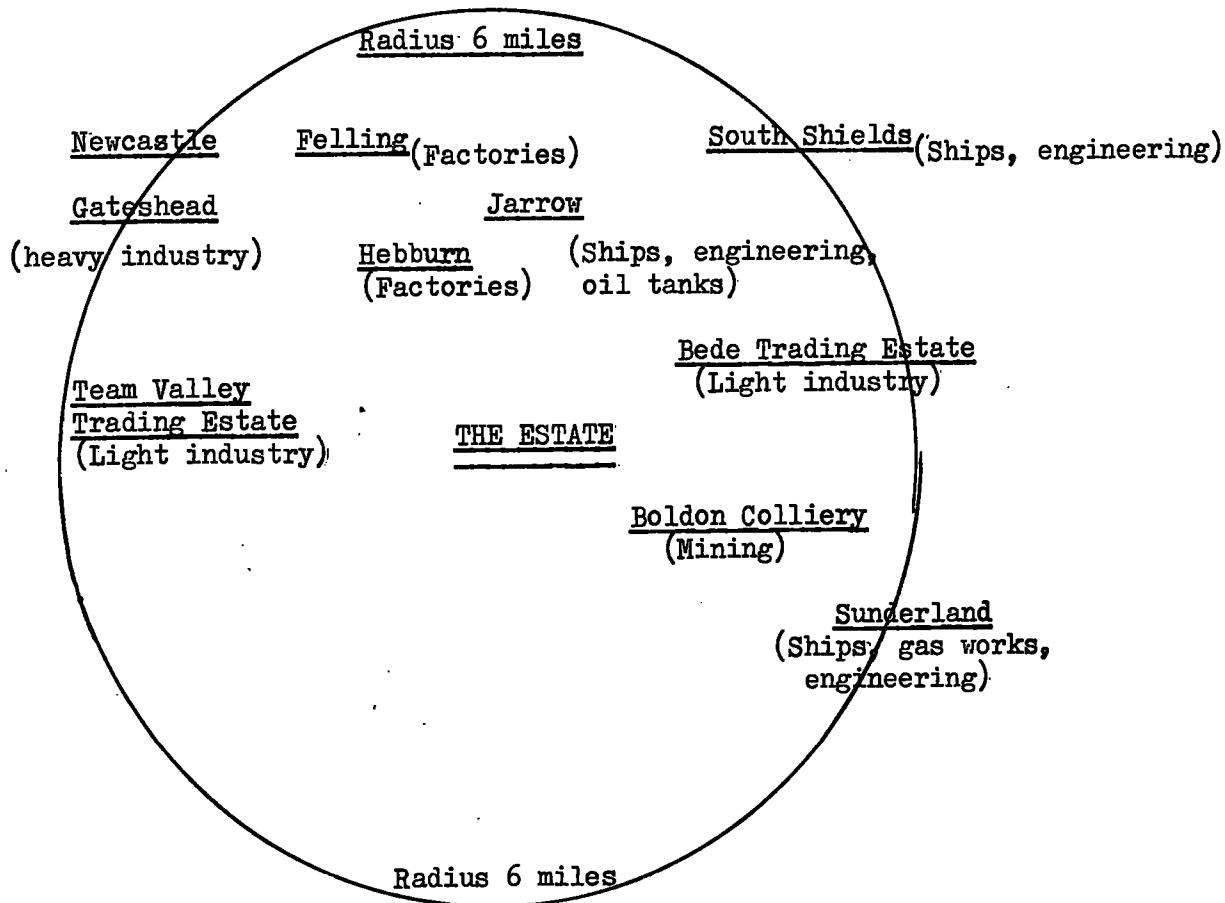 Radius 6 miles
Newcastle
Felling (Factories)
South Shields (Ships, engineering)
Gateshead
(heavy industry)
Jarrow
(Ships, engineering,
oil tanks)
Hebburn
(Factories)
Bede Trading Estate
(Light industry)
Team Valley
Trading Estate
(Light industry)
THE ESTATE
Boldon Colliery
(Mining)
Sunderland
(Ships, gas works,
engineering)
Radius 6 miles